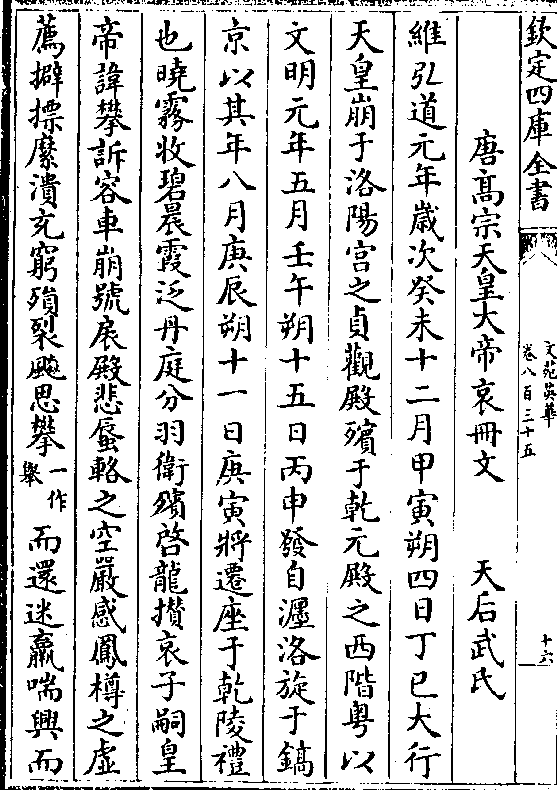 欽定四庫全書
文苑英華
卷八百三十五
十六
唐髙宗天皇大帝哀冊文 天后武氏
維弘道元年歲次癸未十二月甲寅朔四日丁巳大行
天皇崩于洛陽宫之貞觀殿殯于乾元殿之西階粤以
文明元年五月壬午朔十五日丙申發自瀍洛旋于鎬
京以其年八月庚辰朔十一日庚寅將遷座于乾陵禮
也曉霧收碧晨霞泛丹庭分羽衛殯啓龍攢哀子嗣皇
帝諱攀訴容車崩號扆殿悲蜃輅之空嚴感鳳樽之虛
薦擗摽縻潰充窮殞裂颴思攀一作舉而還迷羸喘興而